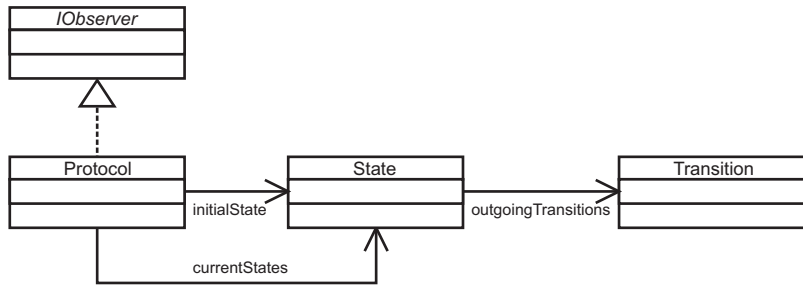 IObserver
Protocol
State
Transition
initialState
outgoingTransitions
currentStates